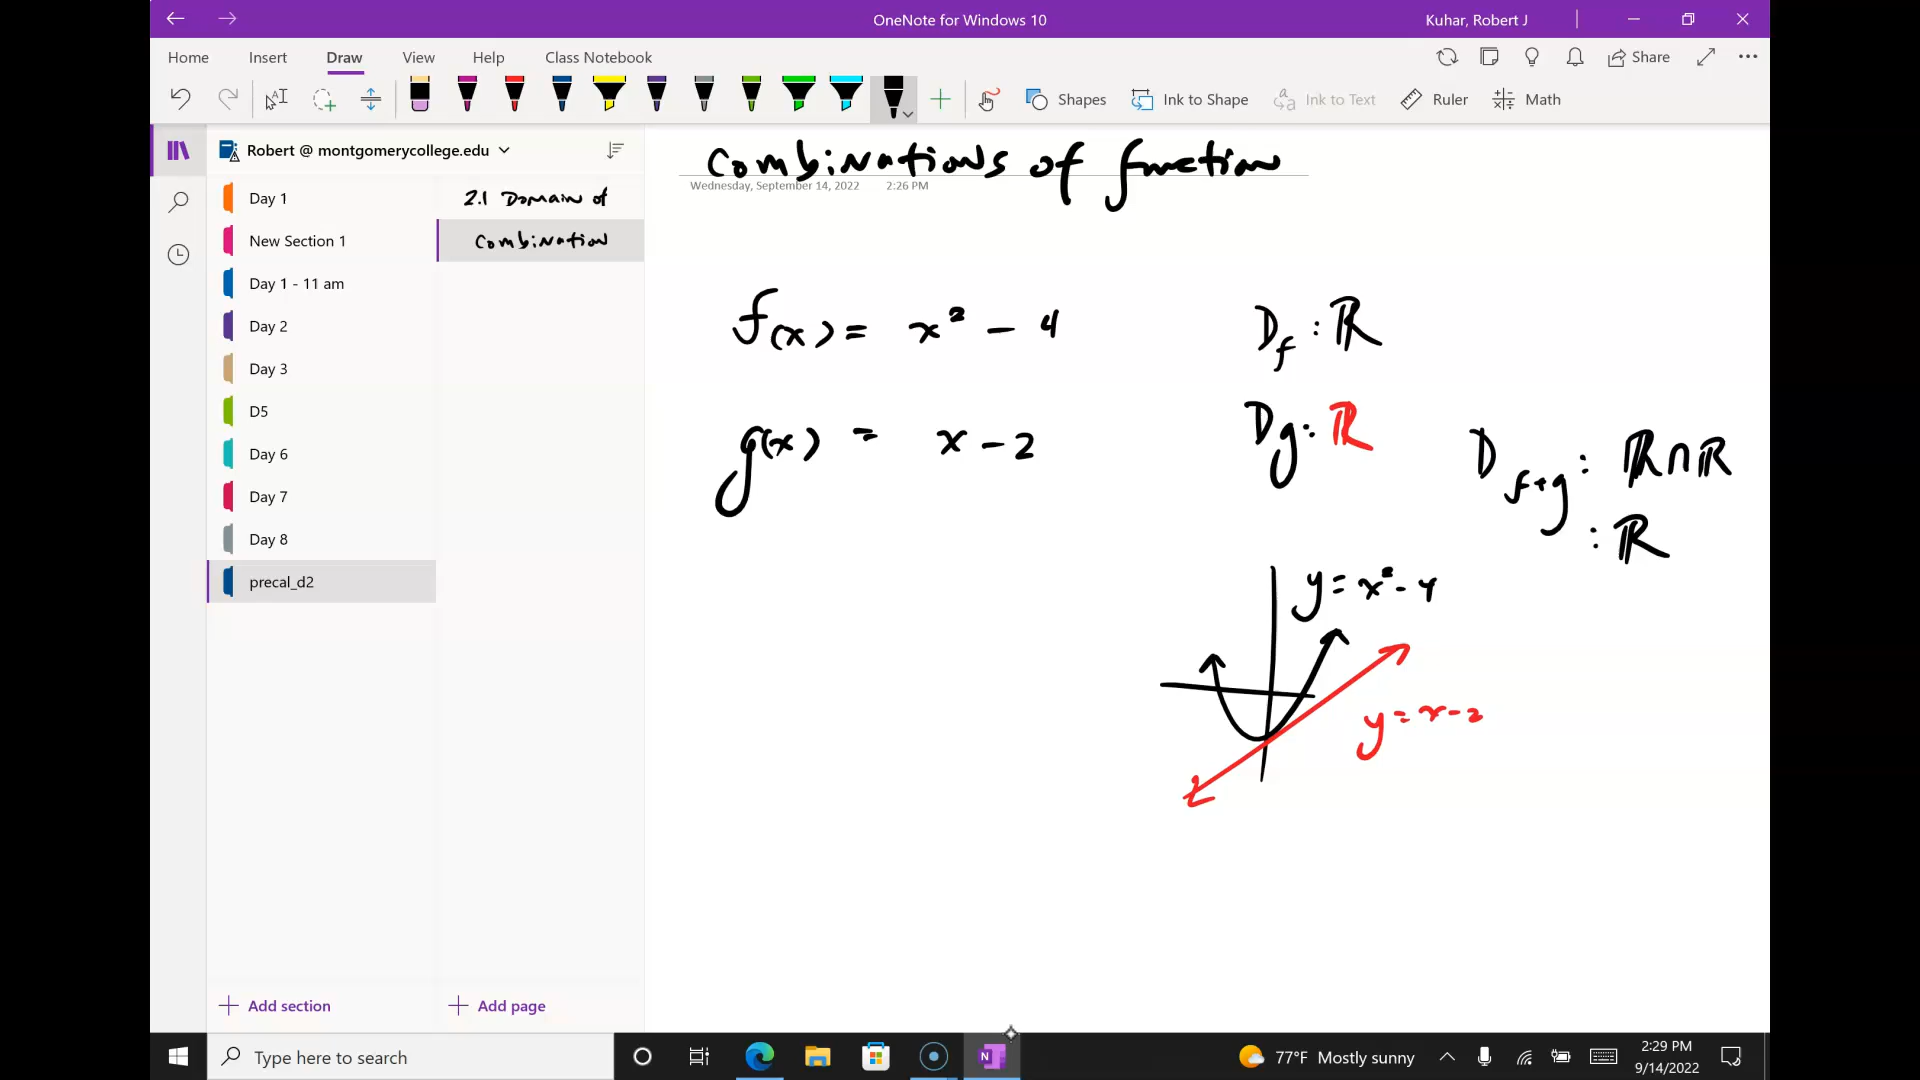 OneNote for Windows 10
Kuhar, Robert J
Home Insert Draw View Help Class Notebook
Share
Shapes Ink to Shape Ink to Text Ruler Math
Robert @ montgomerycollege.edu
Day 1
New Section 1
Day 1 - 11 am
Day 2
Day 3
D5
Day 6
Day 7
Day 8
precal_d2
2.1 Domain of
Combination
Combinations of function
Wednesday, September 14, 2022 2:26 PM
f(x) = x² - 4
D_f : ℝ
g(x) = x - 2
D_g : ℝ
D_f+g : ℝ ∩ ℝ
: ℝ
y = x² - 4
y = x - 2
Add section
Add page
Type here to search
77°F Mostly sunny
2:29 PM
9/14/2022